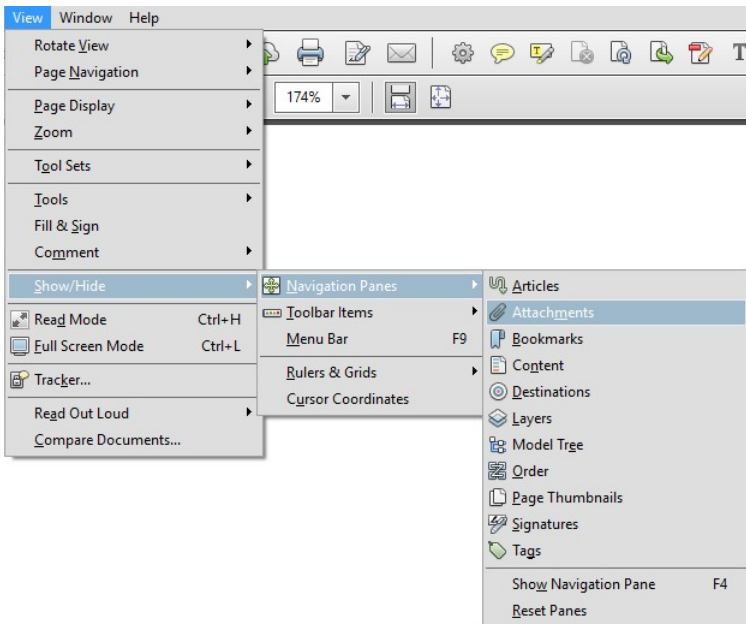 View Window Help
Rotate View
Page Navigation
T
Page Display
174%
Zoom
Tool Sets
Tools
Fill & Sign
Comment
Show/Hide
Navigation Panes
Articles
Read Mode Ctrl+H
Toolbar Items
Attachments
Full Screen Mode Ctrl+L
Menu Bar F9
Bookmarks
Content
Tracker...
Rulers & Grids
Destinations
Read Out Loud
Cursor Coordinates
Layers
Compare Documents...
Model Tree
Order
Page Thumbnails
Signatures
Tags
Show Navigation Pane F4
Reset Panes